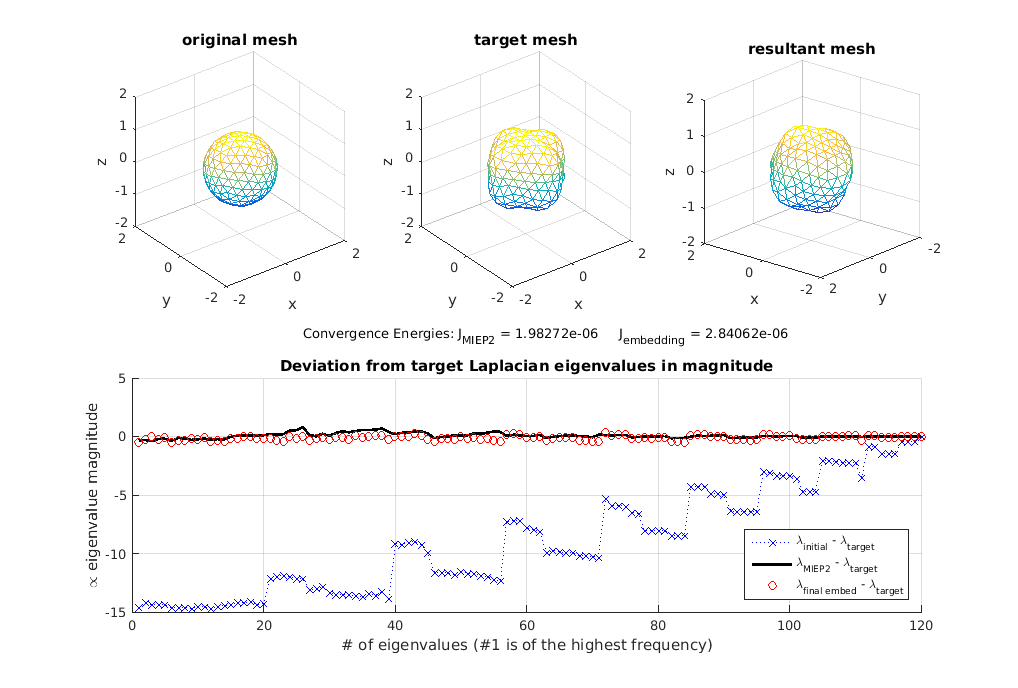 original mesh
target mesh
resultant mesh
2
1
0
-1
-2
z
2
0
-2
y
-2
0
2
x
2
1
0
-1
-2
z
2
0
-2
y
-2
0
2
x
2
1
0
-1
-2
z
2
0
-2
x
2
0
-2
y
Convergence Energies: J_MIEP2 = 1.98272e-06 J_embedding = 2.84062e-06
Deviation from target Laplacian eigenvalues in magnitude
5
0
-5
-10
-15
∝ eigenvalue magnitude
λ_initial - λ_target
λ_MIEP2 - λ_target
λ_final embed - λ_target
0 20 40 60 80 100 120
# of eigenvalues (#1 is of the highest frequency)